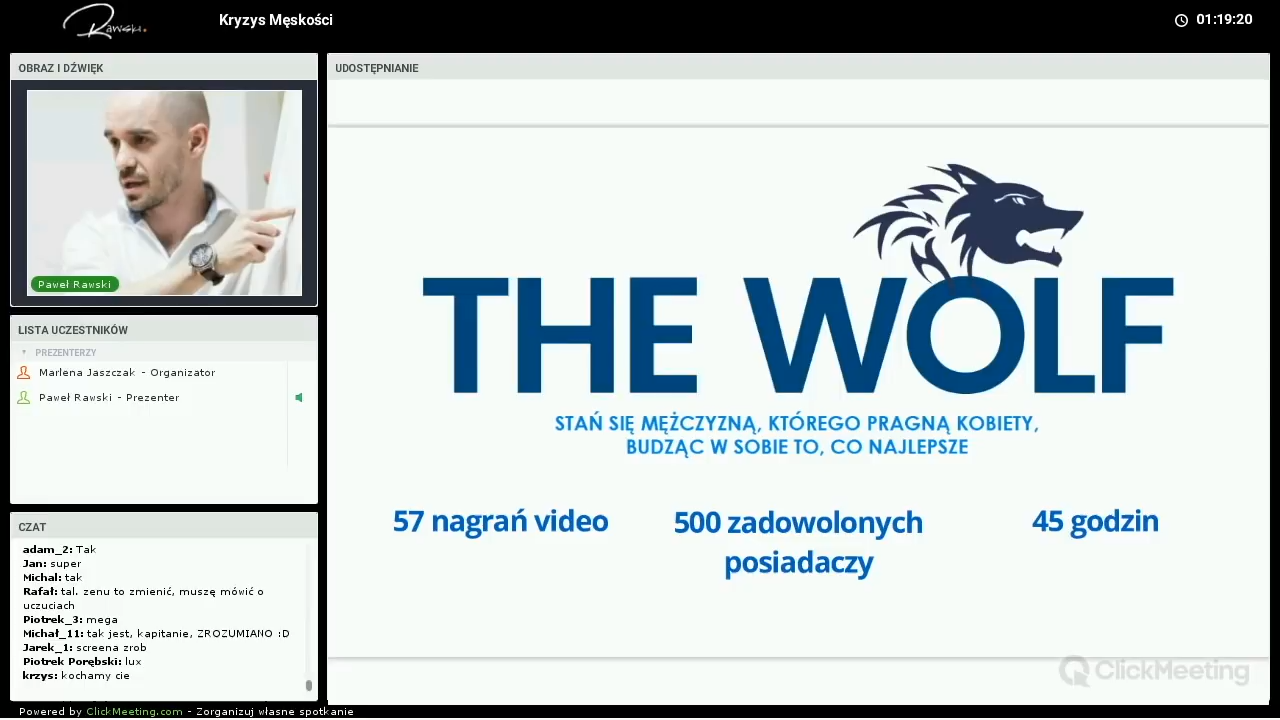 Rawski.
Kryzys Męskości
01:19:20
OBRAZ I DŹWIĘK
Paweł Rawski
LISTA UCZESTNIKÓW
PREZENTERZY
Marlena Jaszczak - Organizator
Paweł Rawski - Prezenter
CZAT
adam_2: Tak
Jan: super
Michal: tak
Rafał: tal. zenu to zmienić, muszę mówić o
uczuciach
Piotrek_3: mega
Michał_11: tak jest, kapitanie, ZROZUMIANO :D
Jarek_1: screena zrob
Piotrek Porębski: lux
krzys: kochamy cie
UDOSTĘPNIANIE
THE WOLF
STAŃ SIĘ MĘŻCZYZNĄ, KTÓREGO PRAGNĄ KOBIETY,
BUDZĄC W SOBIE TO, CO NAJLEPSZE
57 nagrań video
500 zadowolonych
posiadaczy
45 godzin
ClickMeeting
Powered by ClickMeeting.com - Zorganizuj własne spotkanie